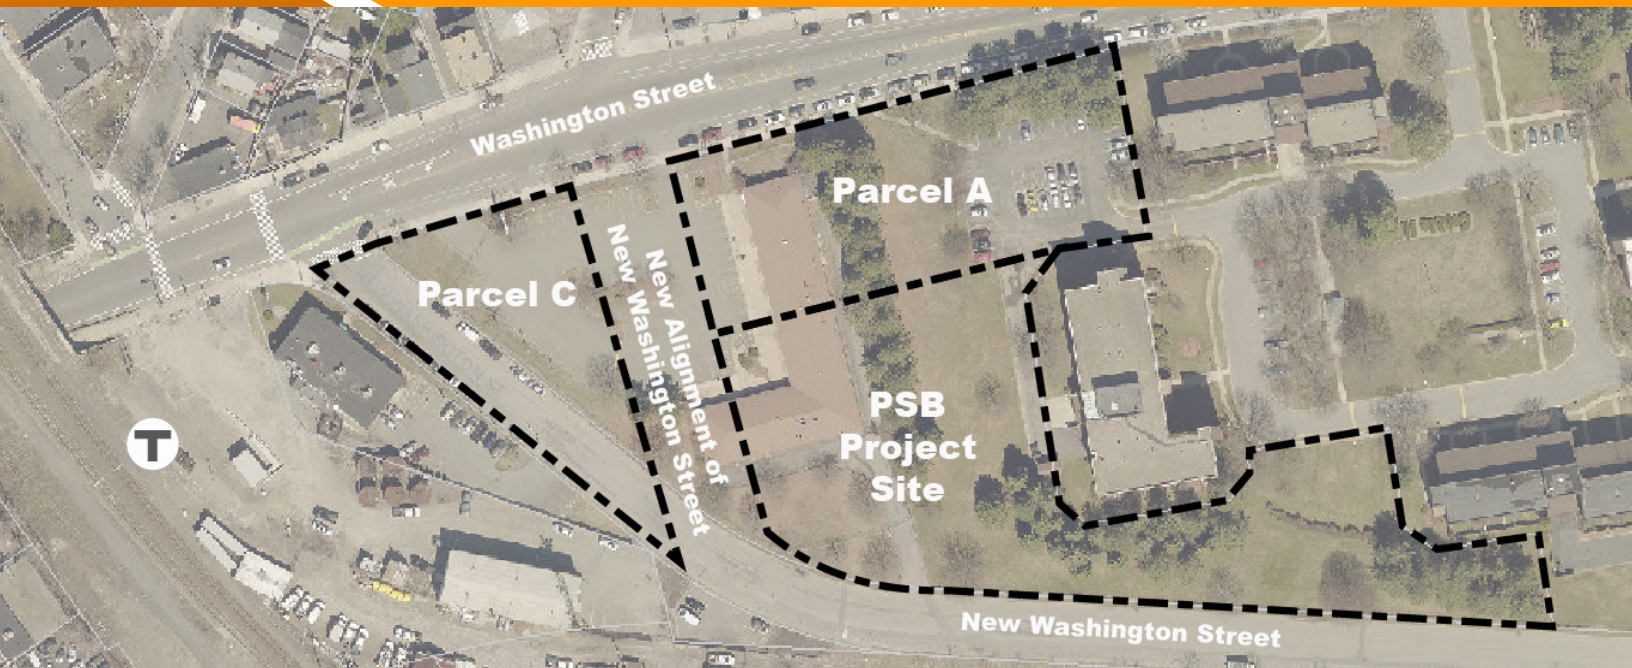 Washington Street
Parcel A
Parcel C
New Alignment of
New Washington Street
PSB
Project
Site
T
New Washington Street